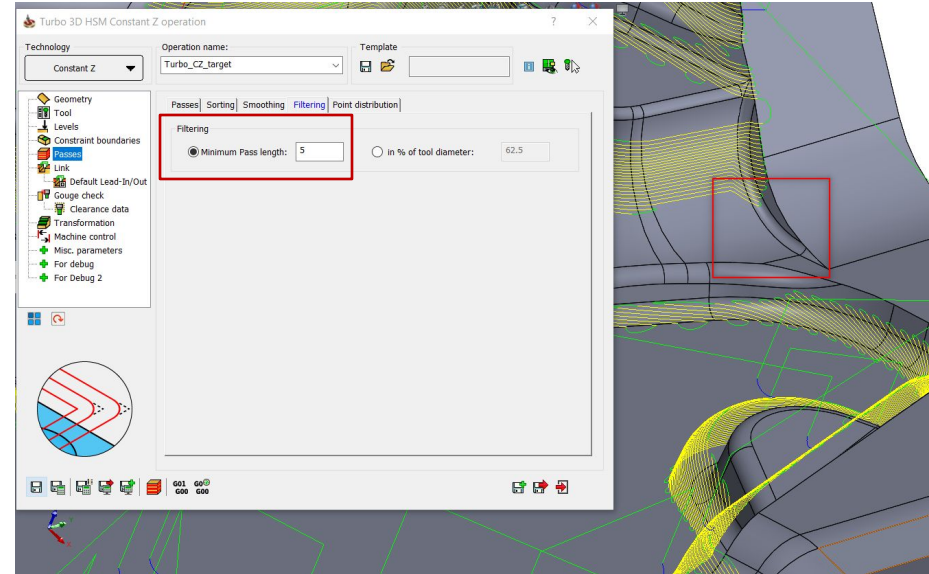 Turbo 3D HSM Constant Z operation
Technology
Constant Z
Operation name:
Turbo_CZ_target
Template
Geometry
Tool
Levels
Constraint boundaries
Passes
Link
Default Lead-In/Out
Gouge check
Clearance data
Transformation
Machine control
Misc. parameters
For debug
For Debug 2
Passes Sorting Smoothing Filtering Point distribution
Filtering
Minimum Pass length: 5
in % of tool diameter: 62.5
G01 G0
G00 G00